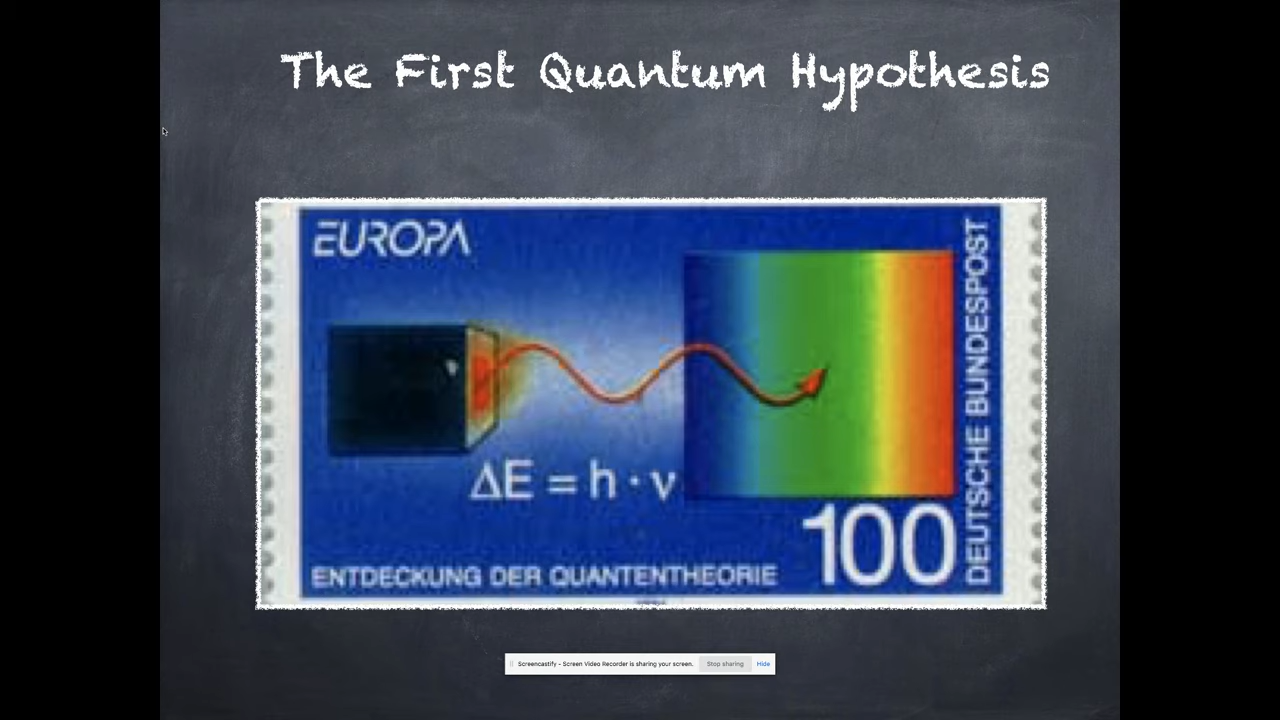 The First Quantum Hypothesis
EUROPA
ΔE = h · ν
100
ENTDECKUNG DER QUANTENTHEORIE
DEUTSCHE BUNDESPOST
Screencastify - Screen Video Recorder is sharing your screen.
Stop sharing
Hide